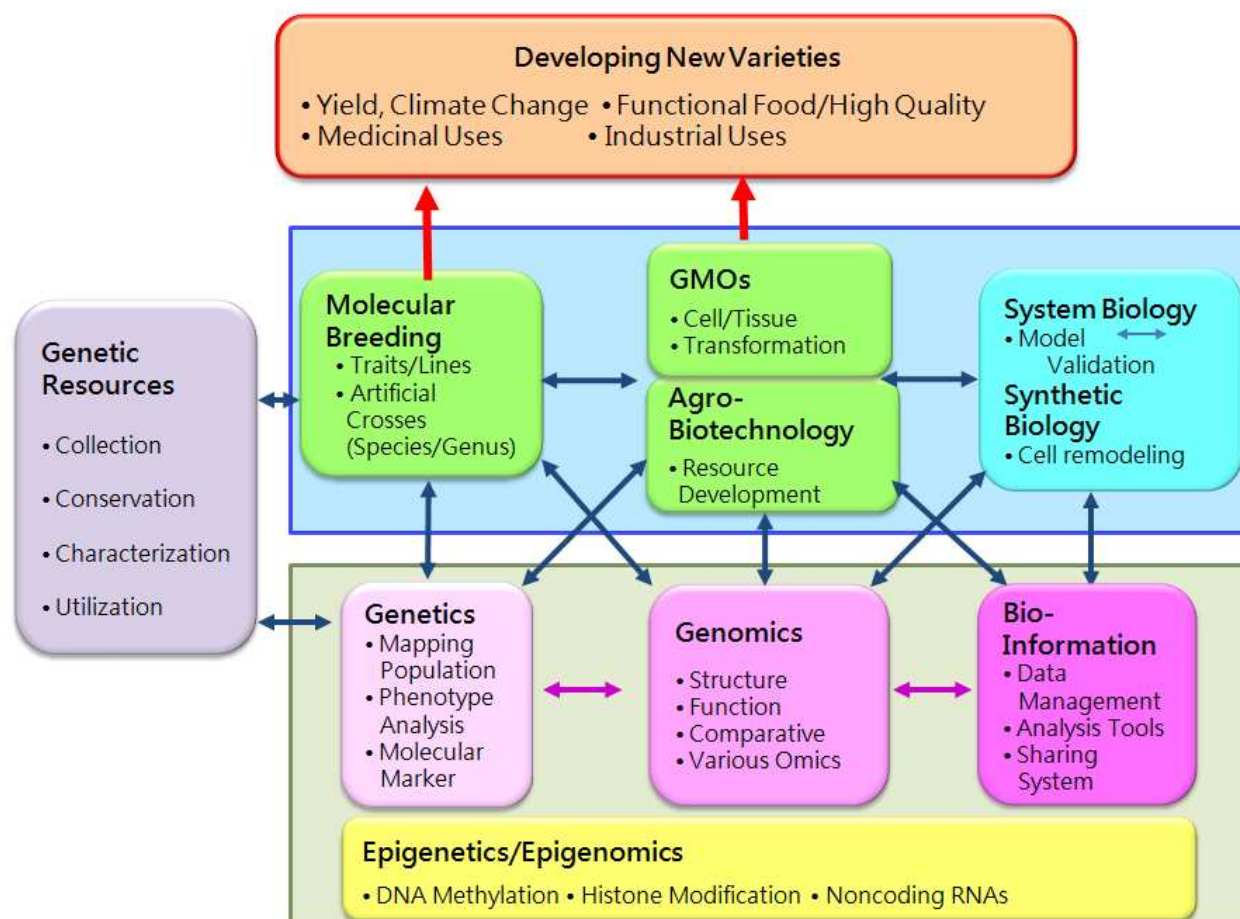 Developing New Varieties
• Yield, Climate Change • Functional Food/High Quality
• Medicinal Uses • Industrial Uses
Genetic
Resources
• Collection
• Conservation
• Characterization
• Utilization
Molecular
Breeding
• Traits/Lines
• Artificial
Crosses
(Species/Genus)
GMOs
• Cell/Tissue
• Transformation
Agro-
Biotechnology
• Resource
Development
System Biology
• Model
Validation
Synthetic
Biology
• Cell remodeling
Genetics
• Mapping
Population
• Phenotype
Analysis
• Molecular
Marker
Genomics
• Structure
• Function
• Comparative
• Various Omics
Bio-
Information
• Data
Management
• Analysis Tools
• Sharing
System
Epigenetics/Epigenomics
• DNA Methylation • Histone Modification • Noncoding RNAs